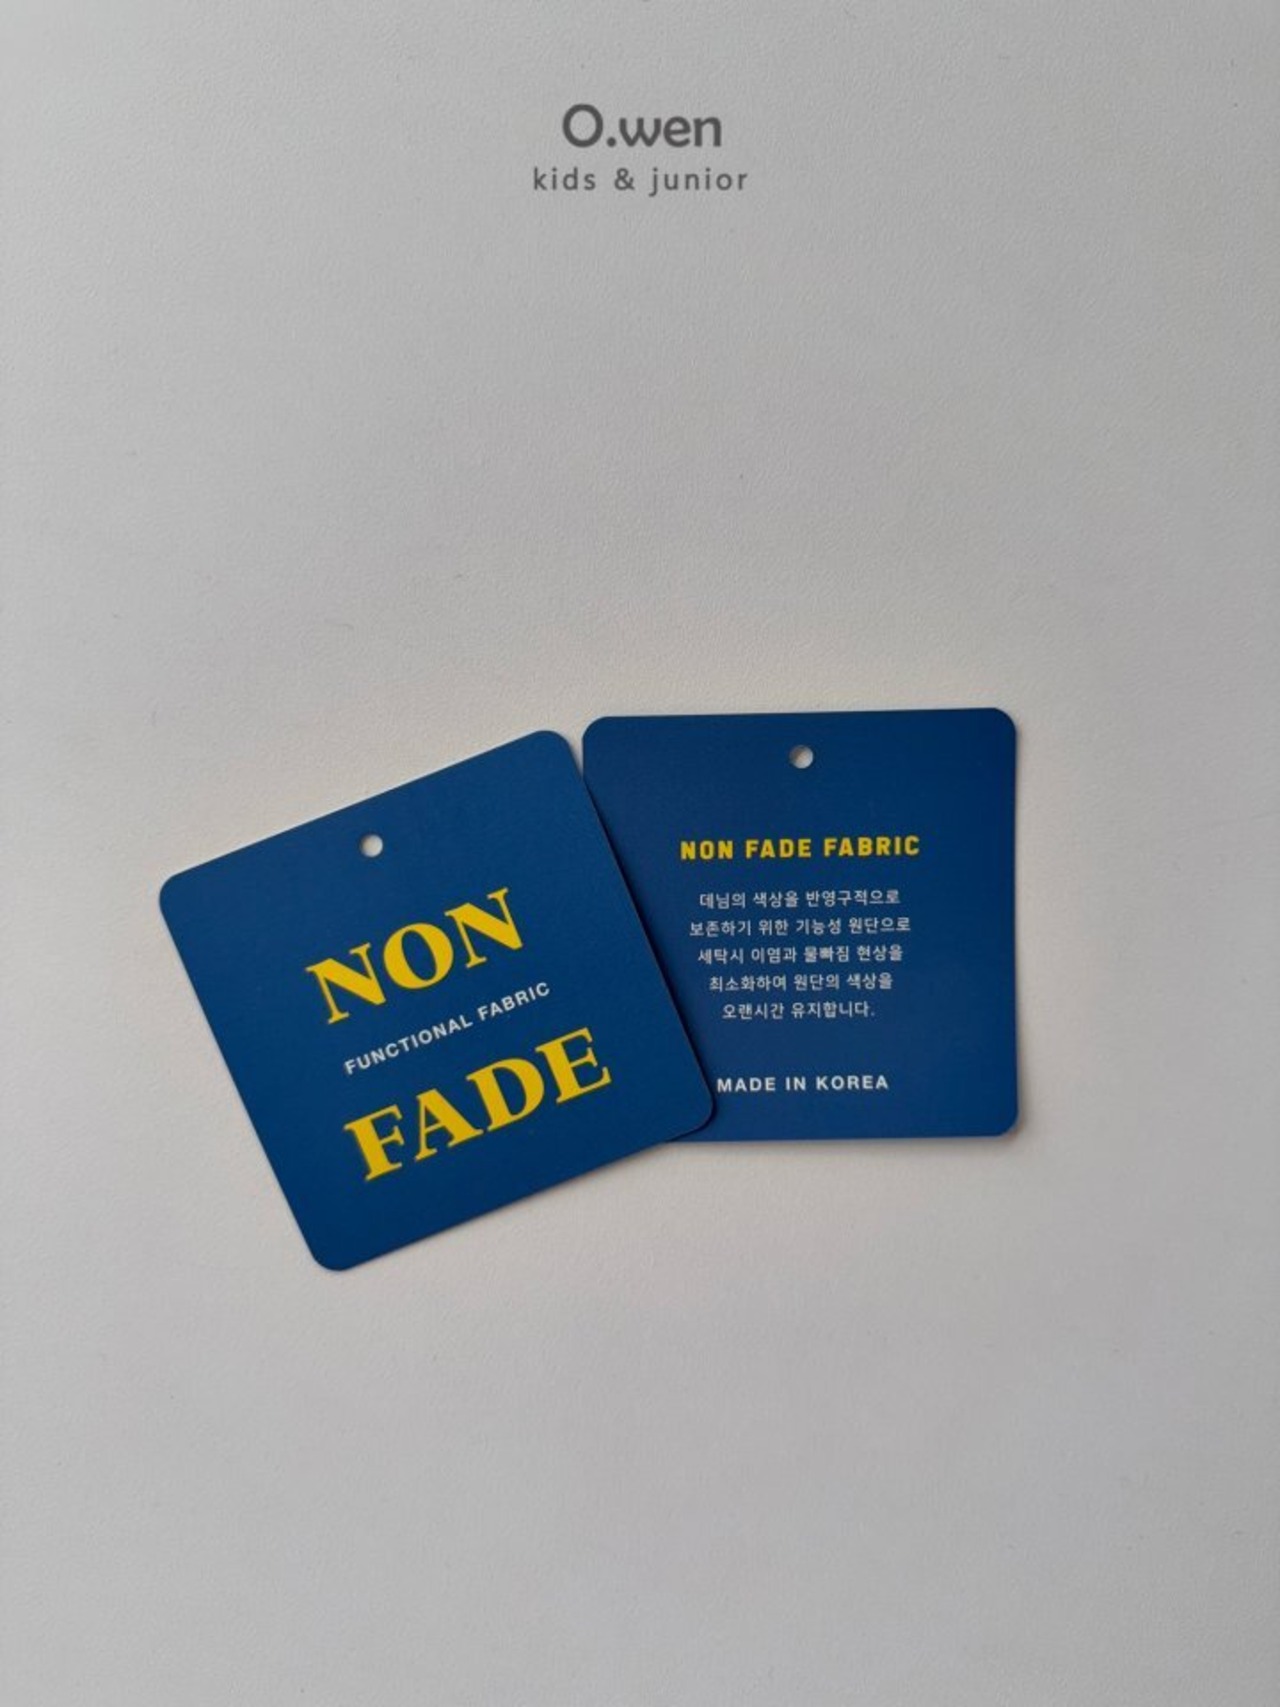 O.wen
kids & junior
NON
FUNCTIONAL FABRIC
FADE
NON FADE FABRIC
데님의 색상을 반영구적으로
보존하기 위한 기능성 원단으로
세탁시 이염과 물빠짐 현상을
최소화하여 원단의 색상을
오랜시간 유지합니다.
MADE IN KOREA